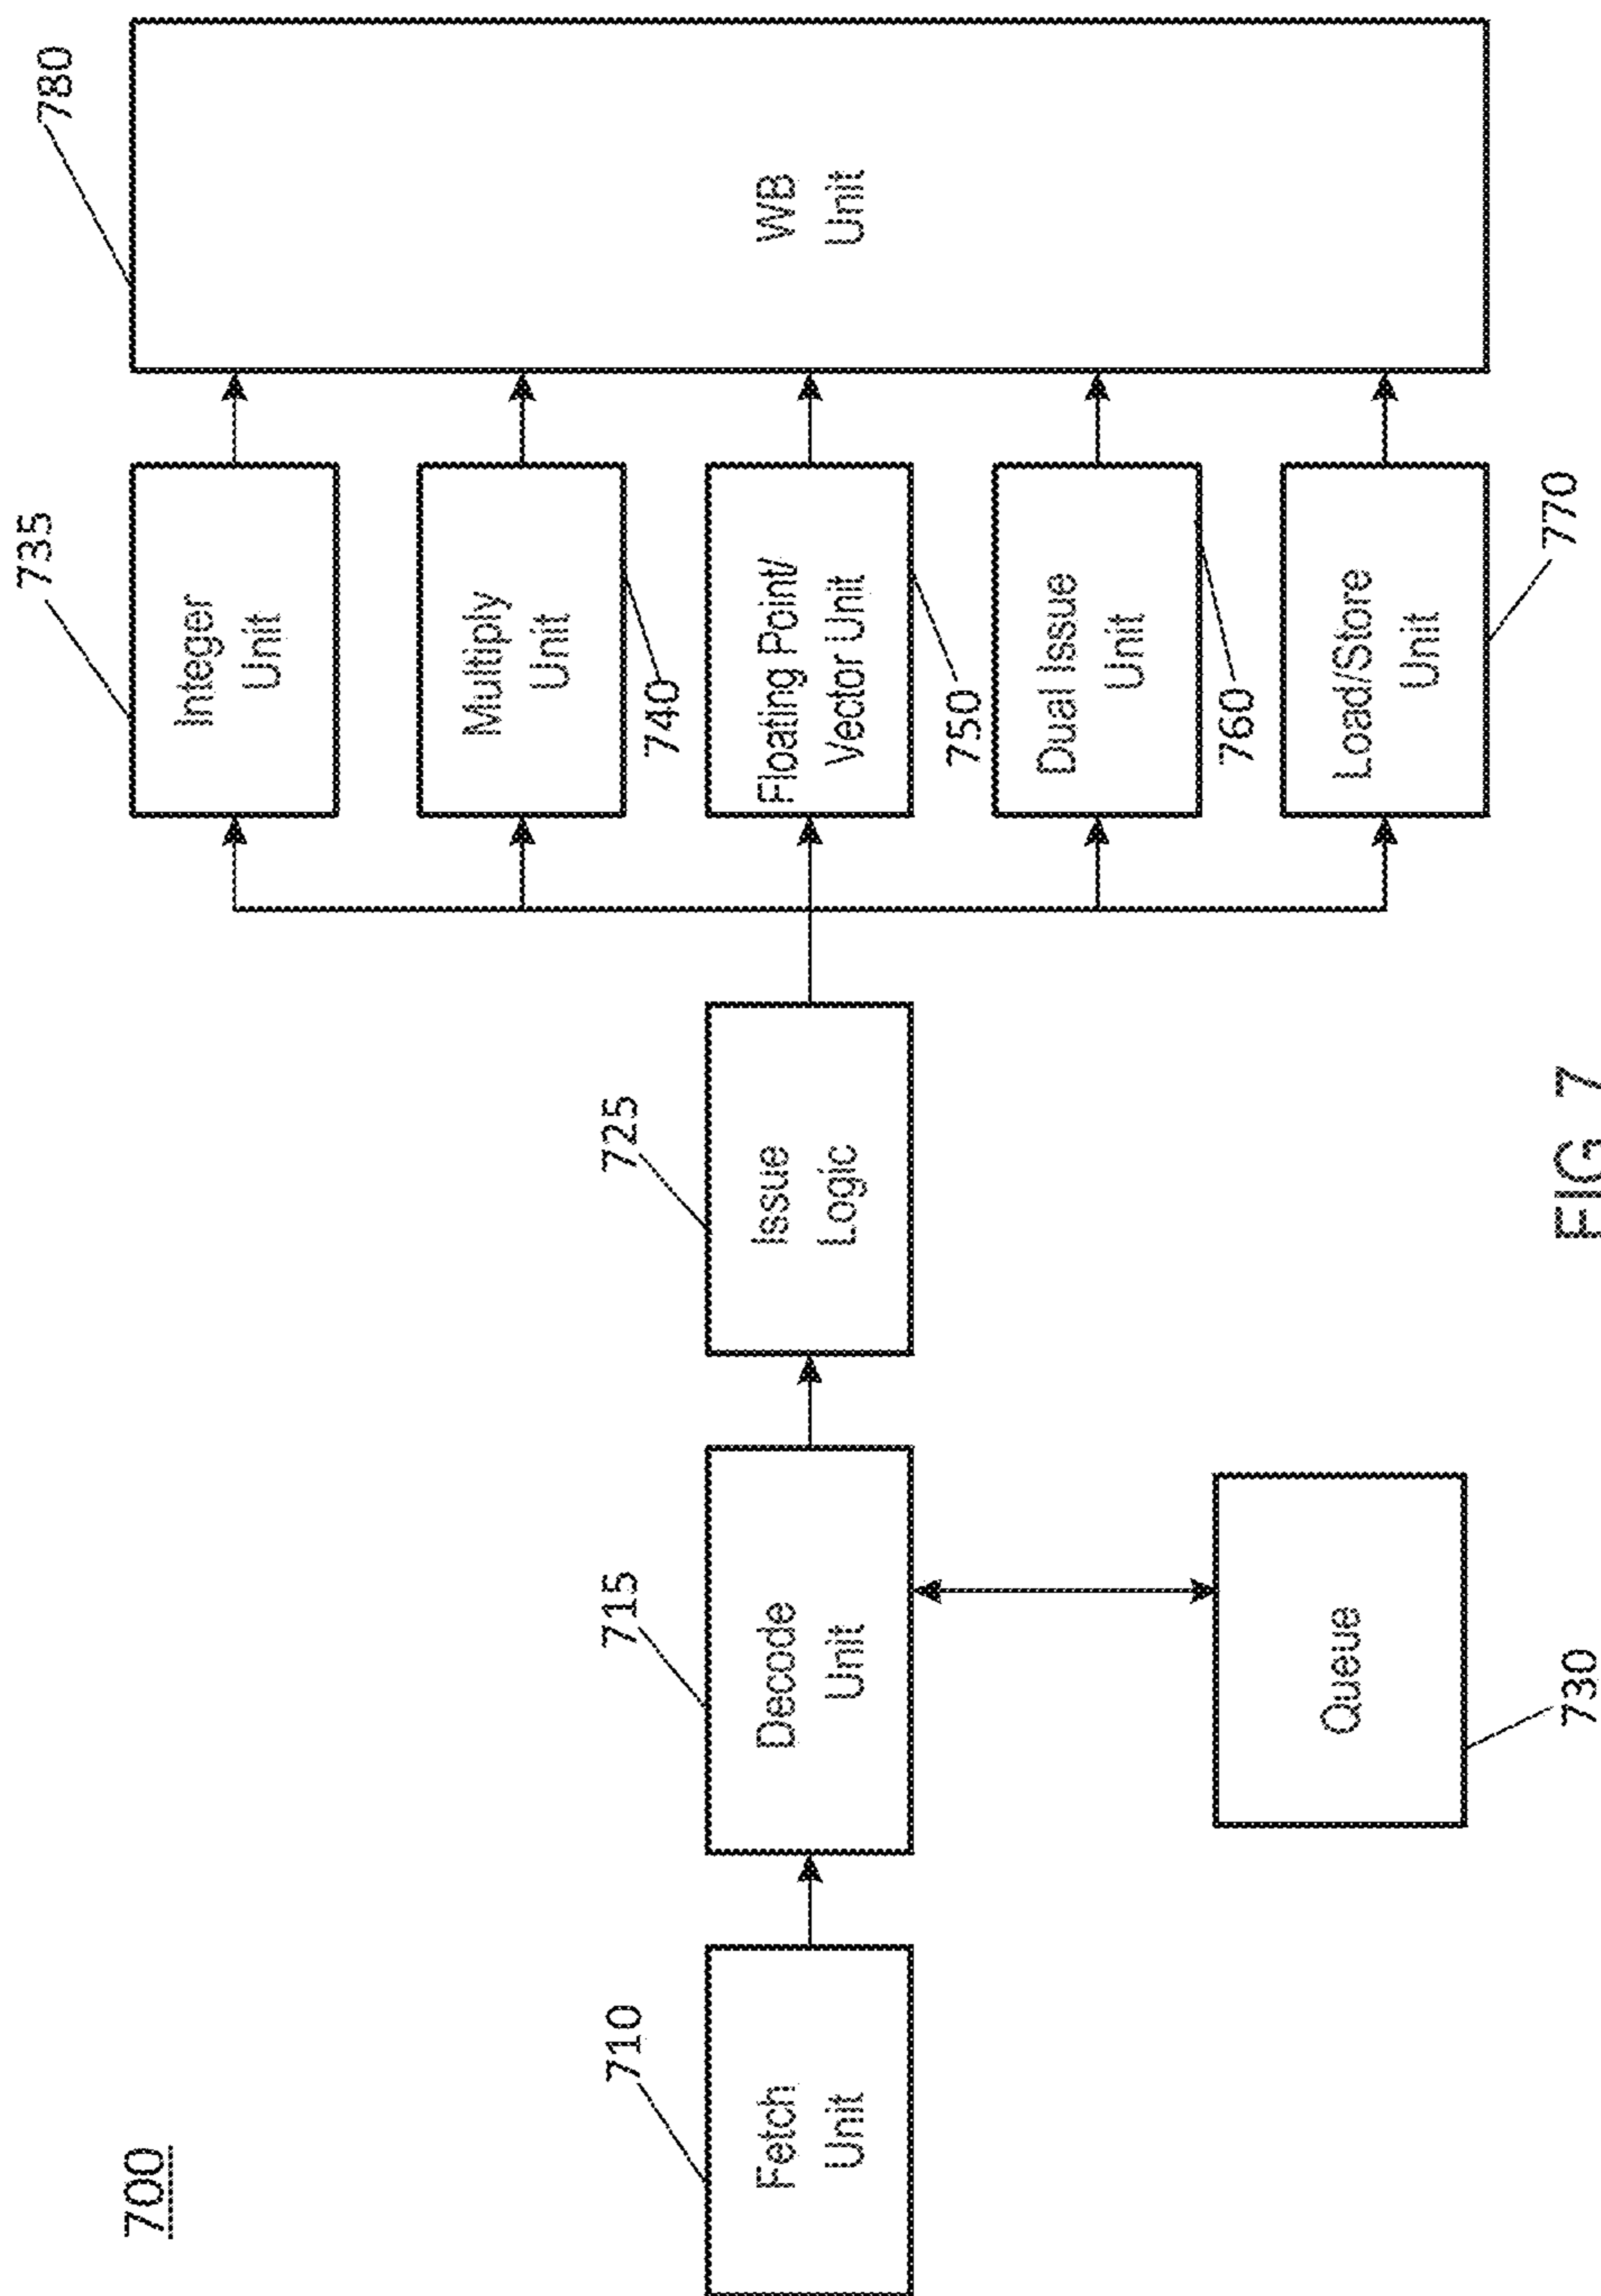 700
710
Fetch
Unit
715
Decode
Unit
Queue
730
725
Issue
Logic
735
Integer
Unit
Multiply
Unit
740
Floating Point/
Vector Unit
750
Dual Issue
Unit
760
Load/Store
Unit
770
780
WB
Unit
FIG 7